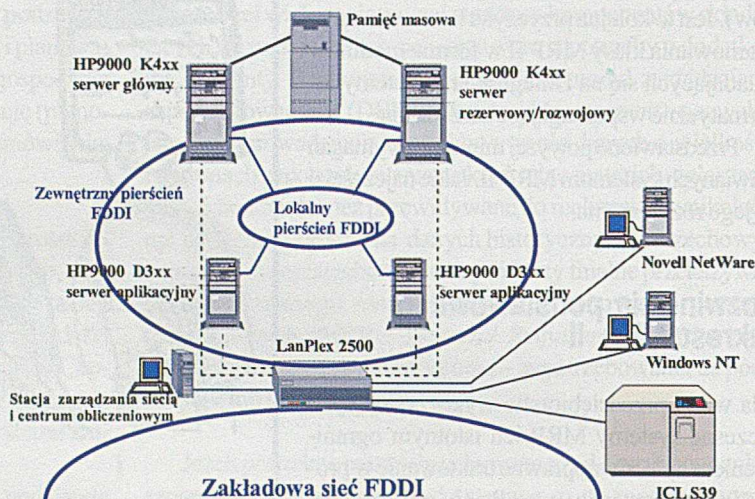 Pamięć masowa
HP9000 K4xx
serwer główny
HP9000 K4xx
serwer
rezerwowy/rozwojowy
Zewnętrzny pierścień
FDDI
Lokalny
pierścień FDDI
HP9000 D3xx
serwer aplikacyjny
HP9000 D3xx
serwer aplikacyjny
Novell NetWare
LanPlex 2500
Windows NT
Stacja zarządzania siecią
i centrum obliczeniowym
Zakładowa sieć FDDI
ICL S39